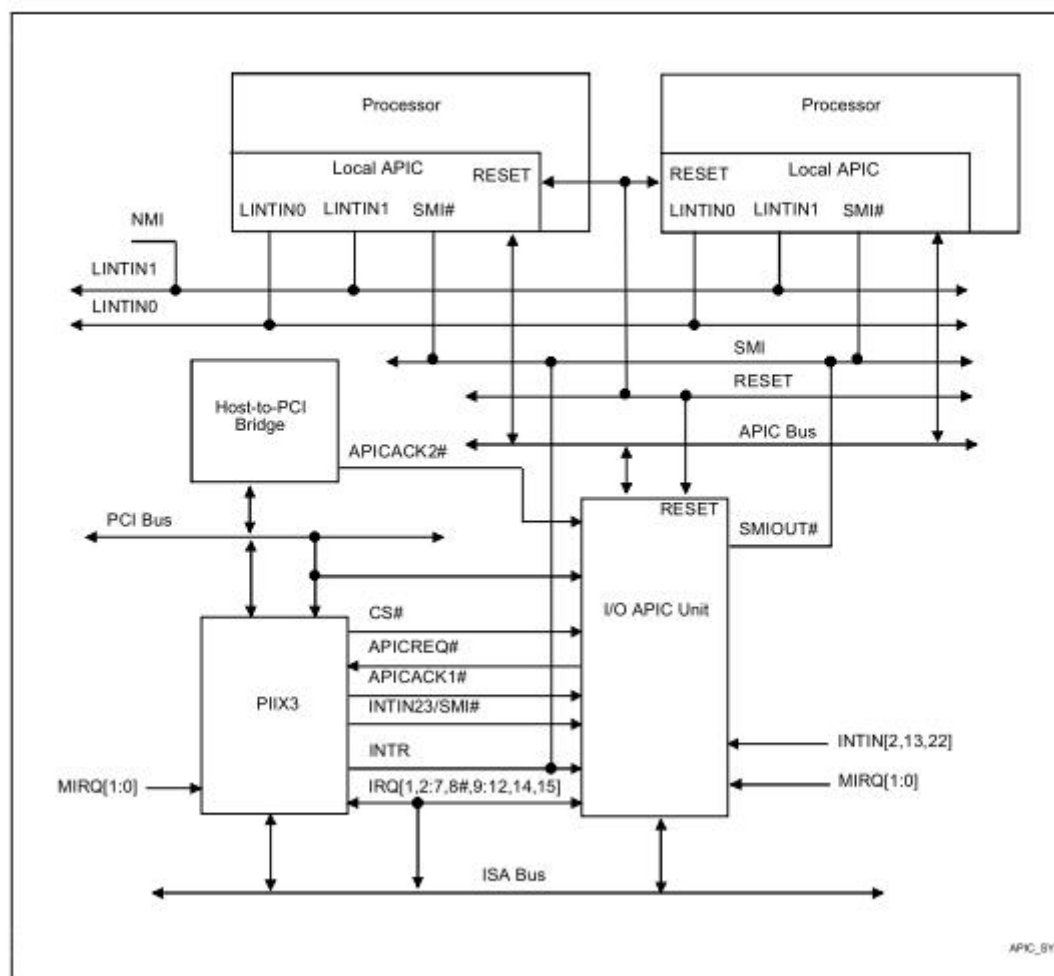 Processor
Processor
Local APIC
RESET
RESET
Local APIC
LINTIN0
LINTIN1
SMI#
LINTIN0
LINTIN1
SMI#
NMI
LINTIN1
LINTIN0
SMI
RESET
Host-to-PCI
Bridge
APIC Bus
APICACK2#
RESET
PCI Bus
SMIOUT#
CS#
I/O APIC Unit
APICREQ#
APICACK1#
PIIX3
INTIN23/SMI#
INTR
INTIN[2,13,22]
MIRQ[1:0]
IRQ[1,2:7,8#,9:12,14,15]
MIRQ[1:0]
ISA Bus
APIC_SY